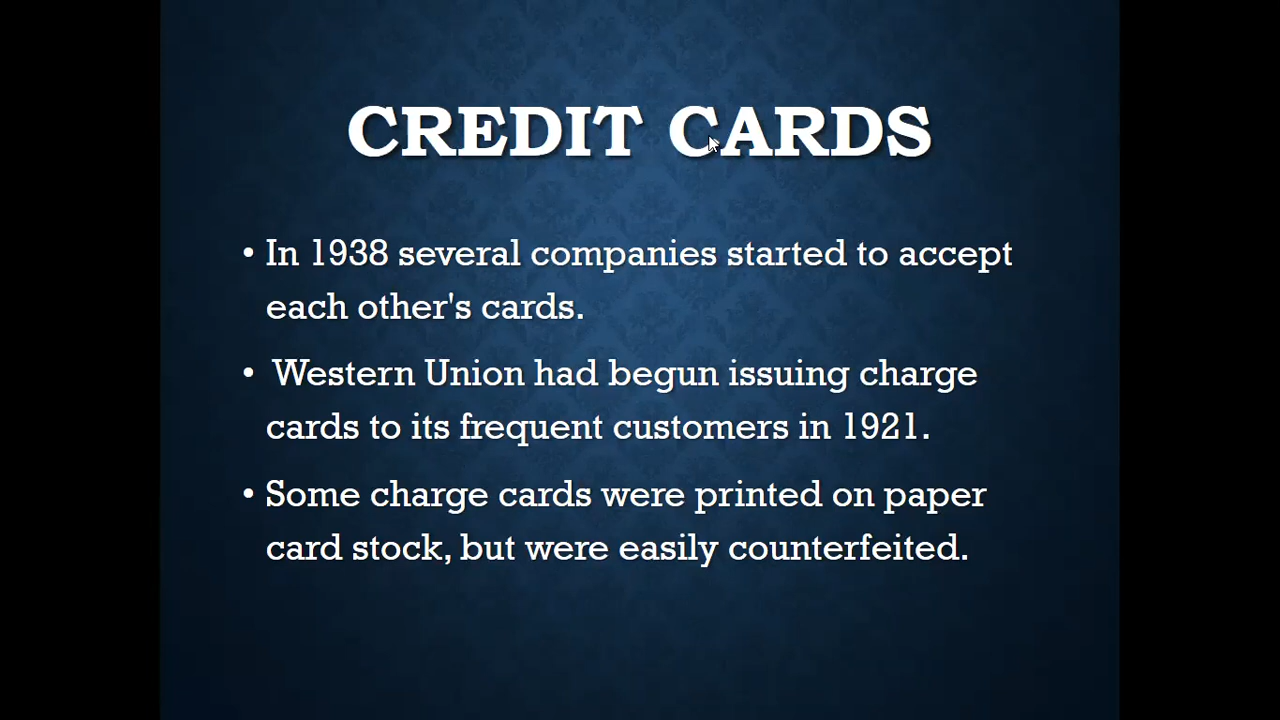 CREDIT CARDS
• In 1938 several companies started to accept
each other's cards.
• Western Union had begun issuing charge
cards to its frequent customers in 1921.
• Some charge cards were printed on paper
card stock, but were easily counterfeited.